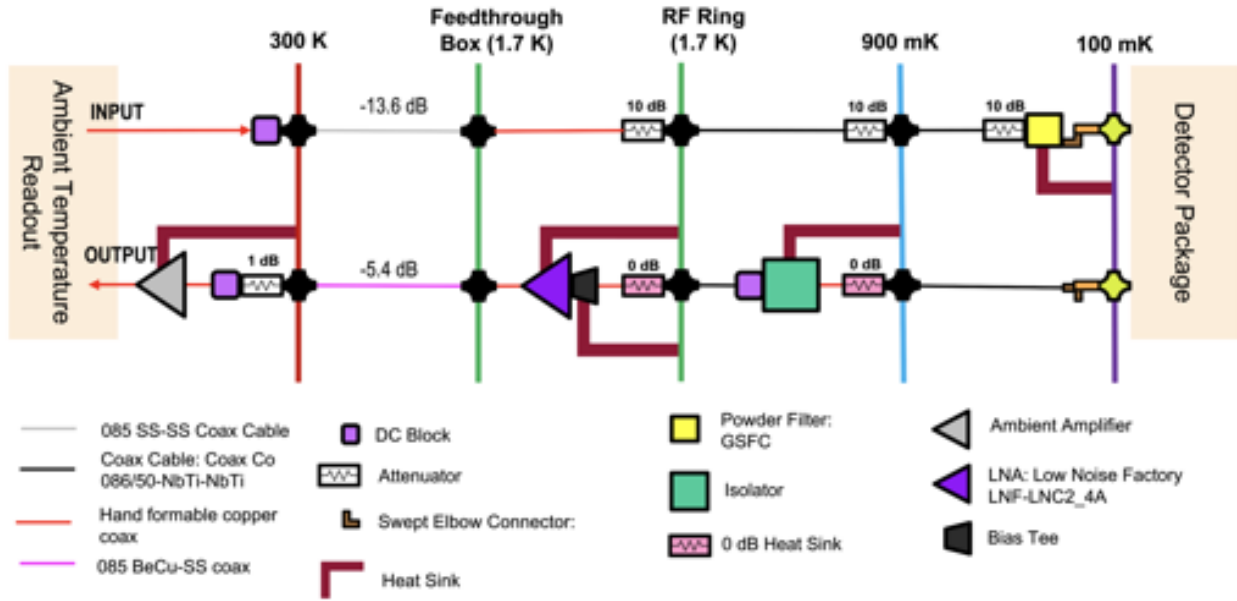 Feedthrough
Box (1.7 K)
RF Ring
(1.7 K)
300 K
900 mK
100 mK
Ambient Temperature
Readout
INPUT
-13.6 dB
10 dB
10 dB
10 dB
Detector Package
OUTPUT
1 dB
-5.4 dB
0 dB
0 dB
085 SS-SS Coax Cable
Coax Cable: Coax Co
086/50-NbTi-NbTi
Hand formable copper
coax
085 BeCu-SS coax
DC Block
Attenuator
Swept Elbow Connector:
Heat Sink
Powder Filter:
GSFC
Isolator
0 dB Heat Sink
Ambient Amplifier
LNA: Low Noise Factory
LNF-LNC2_4A
Bias Tee